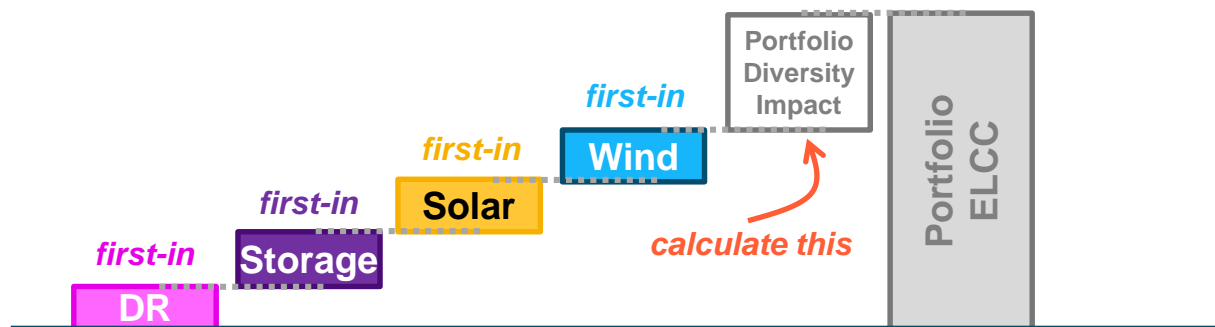 first-in
DR
first-in
Storage
first-in
Solar
first-in
Wind
Portfolio
Diversity
Impact
calculate this
Portfolio
ELCC